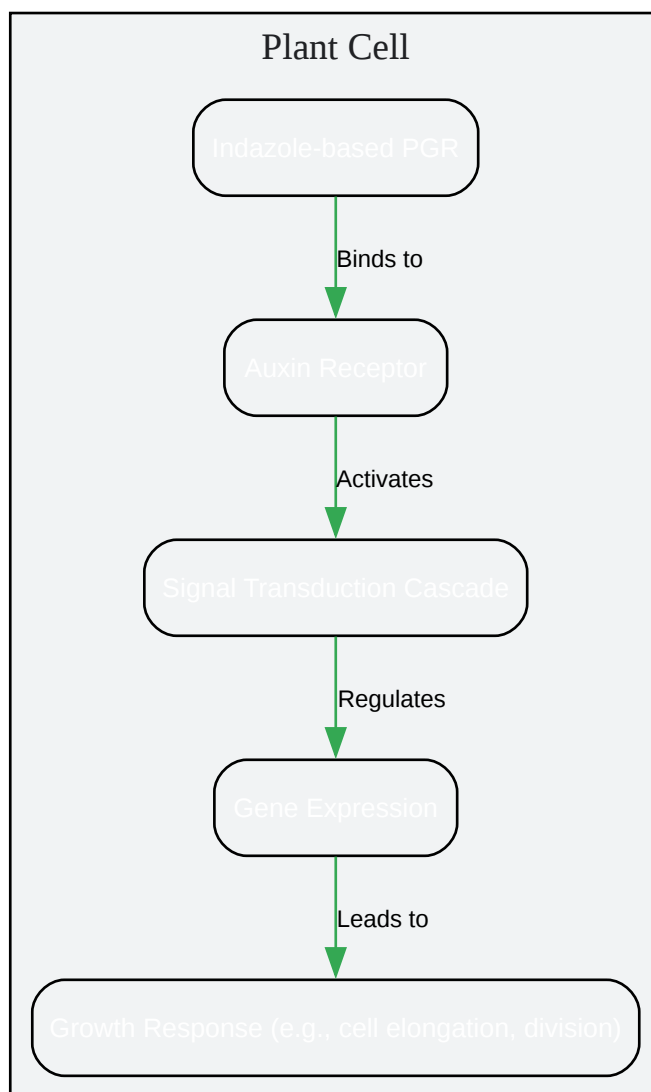 Plant Cell
Indazole-based PGR
Binds to
Auxin Receptor
Activates
Signal Transduction Cascade
Regulates
Gene Expression
Leads to
Growth Response (e.g., cell elongation, division)